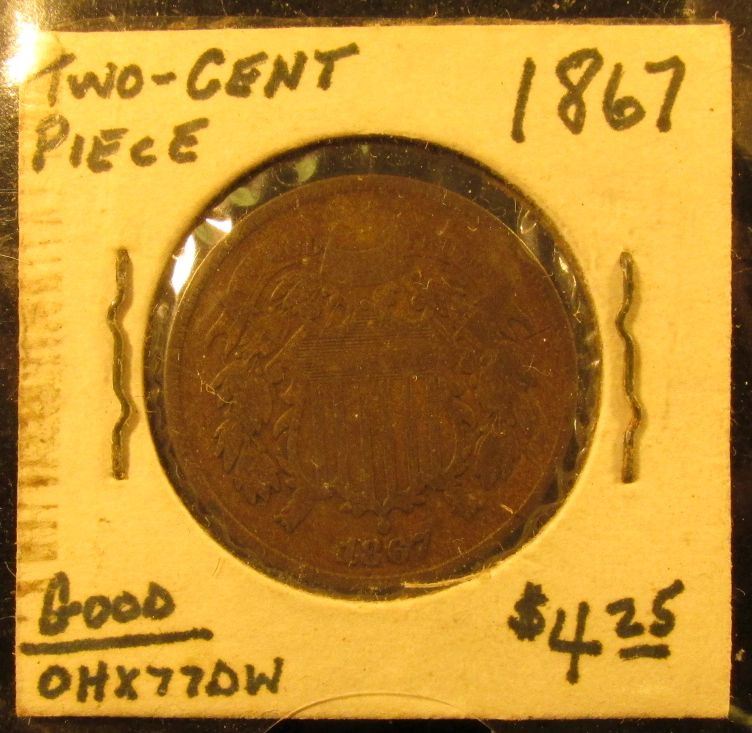 TWO-CENT 1867
PIECE
1867
GOOD $4.25
OHX77DW